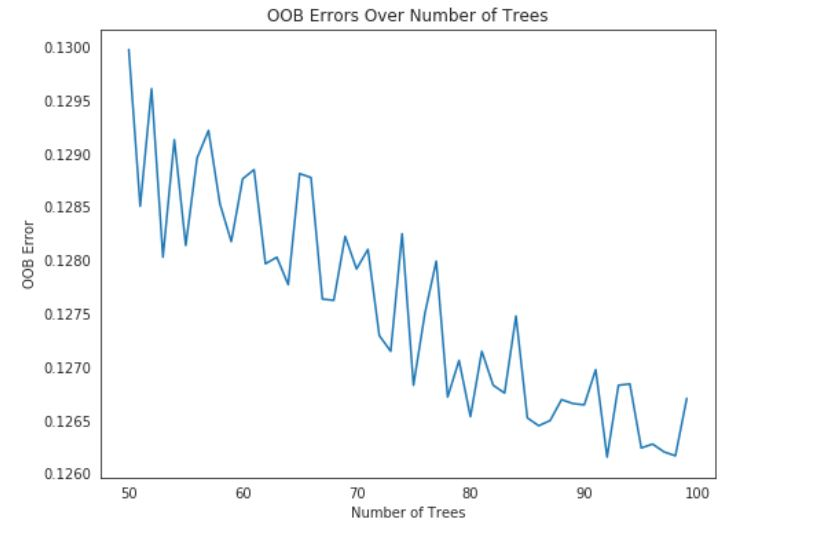 OOB Errors Over Number of Trees
0.1300
0.1295
0.1290
0.1285
0.1280
0.1275
0.1270
0.1265
0.1260
OOB Error
50 60 70 80 90 100
Number of Trees